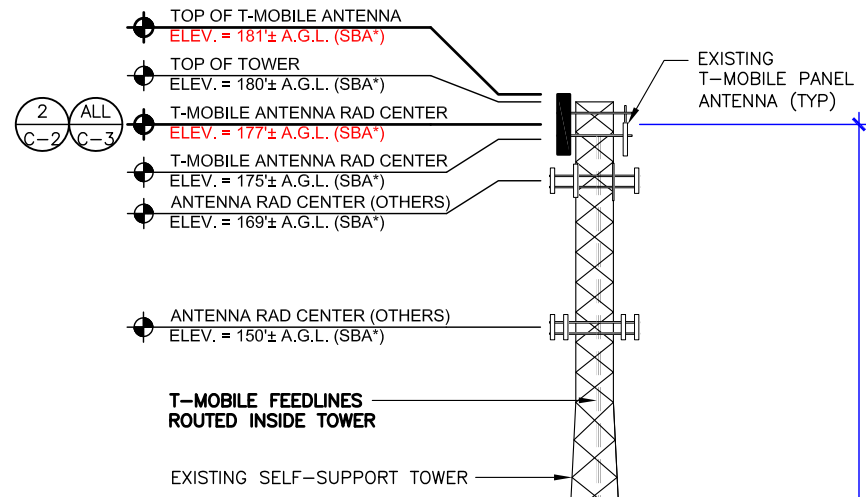 TOP OF T-MOBILE ANTENNA
ELEV. = 181'± A.G.L. (SBA*)
TOP OF TOWER
ELEV. = 180'± A.G.L. (SBA*)
2
C-2
ALL
C-3
T-MOBILE ANTENNA RAD CENTER
ELEV. = 177'± A.G.L. (SBA*)
T-MOBILE ANTENNA RAD CENTER
ELEV. = 175'± A.G.L. (SBA*)
ANTENNA RAD CENTER (OTHERS)
ELEV. = 169'± A.G.L. (SBA*)
EXISTING
T-MOBILE PANEL
ANTENNA (TYP)
ANTENNA RAD CENTER (OTHERS)
ELEV. = 150'± A.G.L. (SBA*)
T-MOBILE FEEDLINES
ROUTED INSIDE TOWER
EXISTING SELF-SUPPORT TOWER